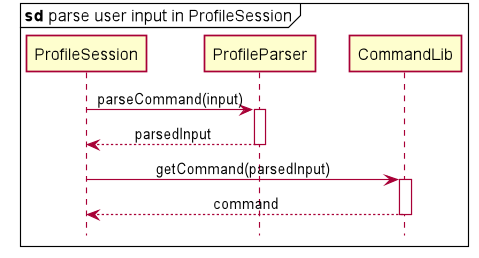 sd parse user input in ProfileSession
ProfileSession
ProfileParser
CommandLib
parseCommand(input)
parsedInput
getCommand(parsedInput)
command